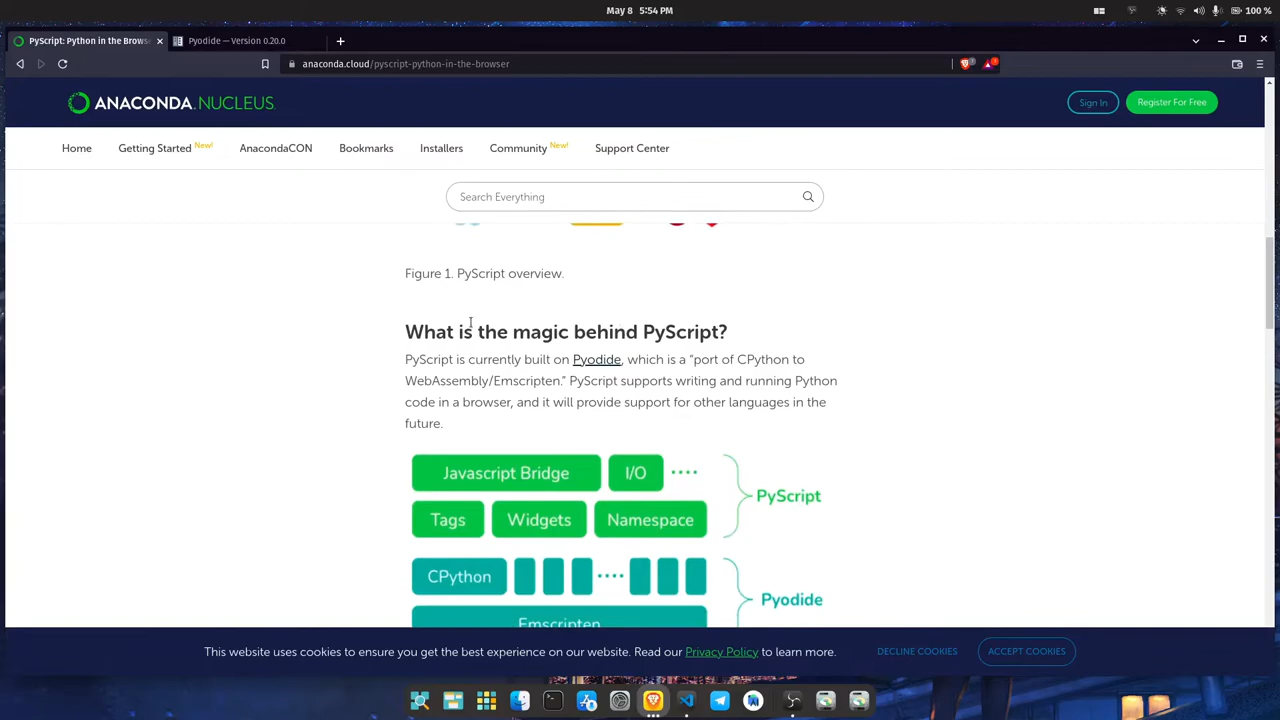 May 8 5:54 PM
100 %
PyScript: Python in the Brows
Pyodide — Version 0.20.0
anaconda.cloud/pyscript-python-in-the-browser
ANACONDA.NUCLEUS.
Sign In
Register For Free
Home
Getting Started New!
AnacondaCON
Bookmarks
Installers
Community New!
Support Center
Search Everything
Figure 1. PyScript overview.
What is the magic behind PyScript?
PyScript is currently built on Pyodide, which is a “port of CPython to
WebAssembly/Emscripten.” PyScript supports writing and running Python
code in a browser, and it will provide support for other languages in the
future.
Javascript Bridge
I/O
....
PyScript
Tags
Widgets
Namespace
CPython
....
Pyodide
Emscripten
This website uses cookies to ensure you get the best experience on our website. Read our Privacy Policy to learn more.
DECLINE COOKIES
ACCEPT COOKIES